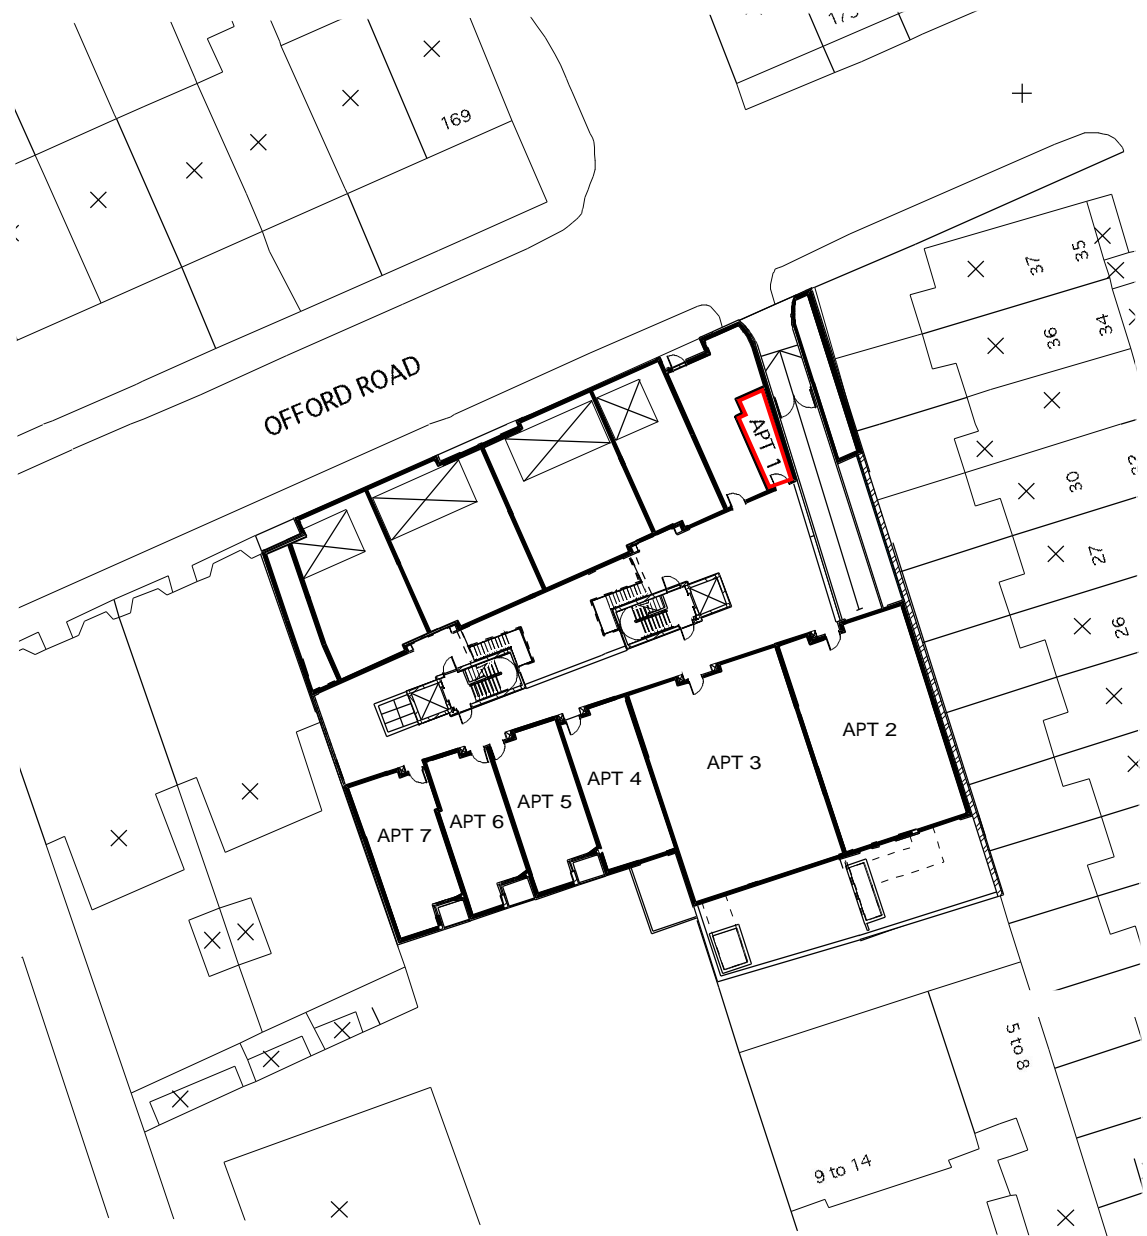 169
OFFORD ROAD
37
35
36
34
30
27
26
APT 1
APT 2
APT 3
APT 4
APT 5
APT 6
APT 7
5 to 8
9 to 14